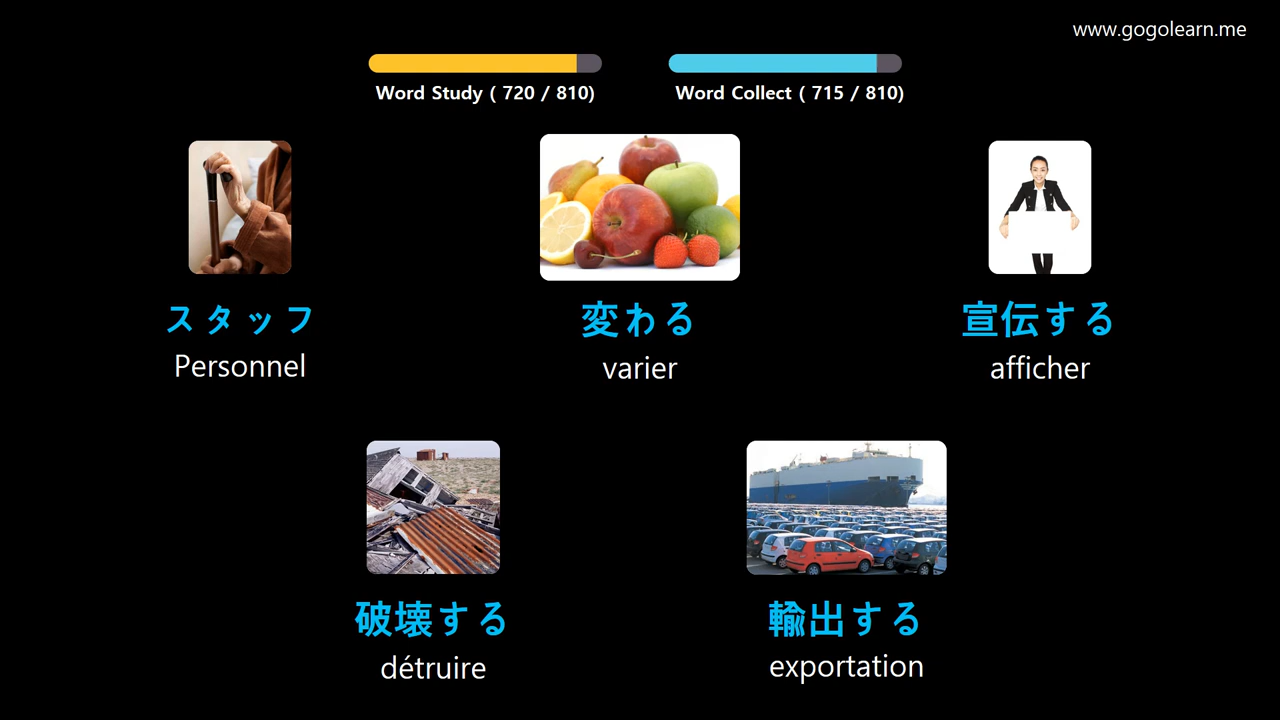 www.gogolearn.me
Word Study ( 720 / 810)
Word Collect ( 715 / 810)
スタッフ
Personnel
変わる
varier
宣伝する
afficher
破壊する
détruire
輸出する
exportation